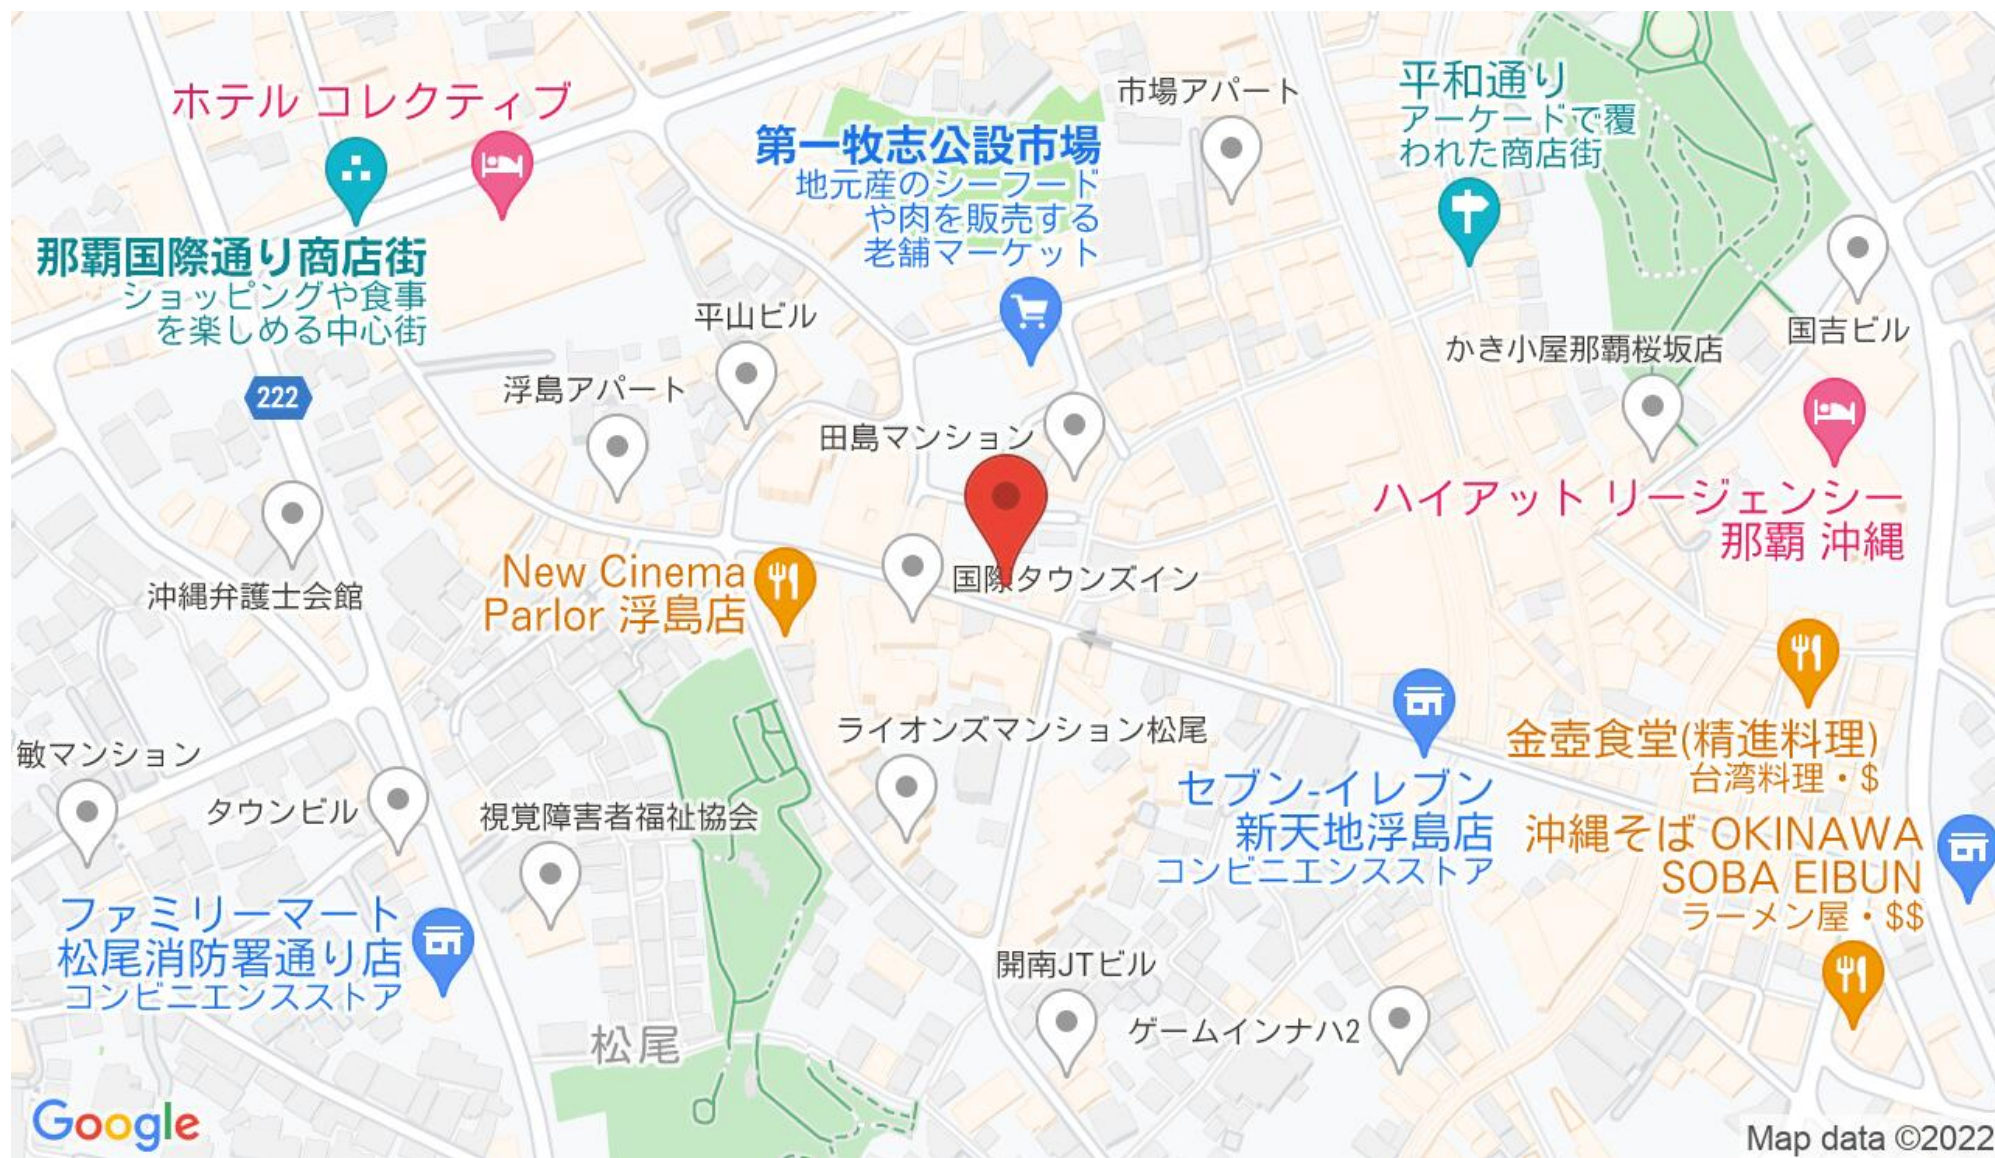 ホテル コレクティブ
市場アパート
平和通り
アーケードで覆
われた商店街
第一牧志公設市場
地元産のシーフード
や肉を販売する
老舗マーケット
那覇国際通り商店街
ショッピングや食事
を楽しめる中心街
平山ビル
国吉ビル
かき小屋那覇桜坂店
浮島アパート
222
田島マンション
ハイアット リージェンシー
那覇 沖縄
New Cinema
Parlor 浮島店
国際タウンズイン
沖縄弁護士会館
ライオンズマンション松尾
金壺食堂(精進料理)
台湾料理・$
敏マンション
タウンビル
視覚障害者福祉協会
セブン-イレブン
新天地浮島店
コンビニエンスストア
沖縄そば OKINAWA
SOBA EIBUN
ラーメン屋・$$
ファミリーマート
松尾消防署通り店
コンビニエンスストア
開南JTビル
ゲームインナハ2
松尾
Google
Map data ©2022